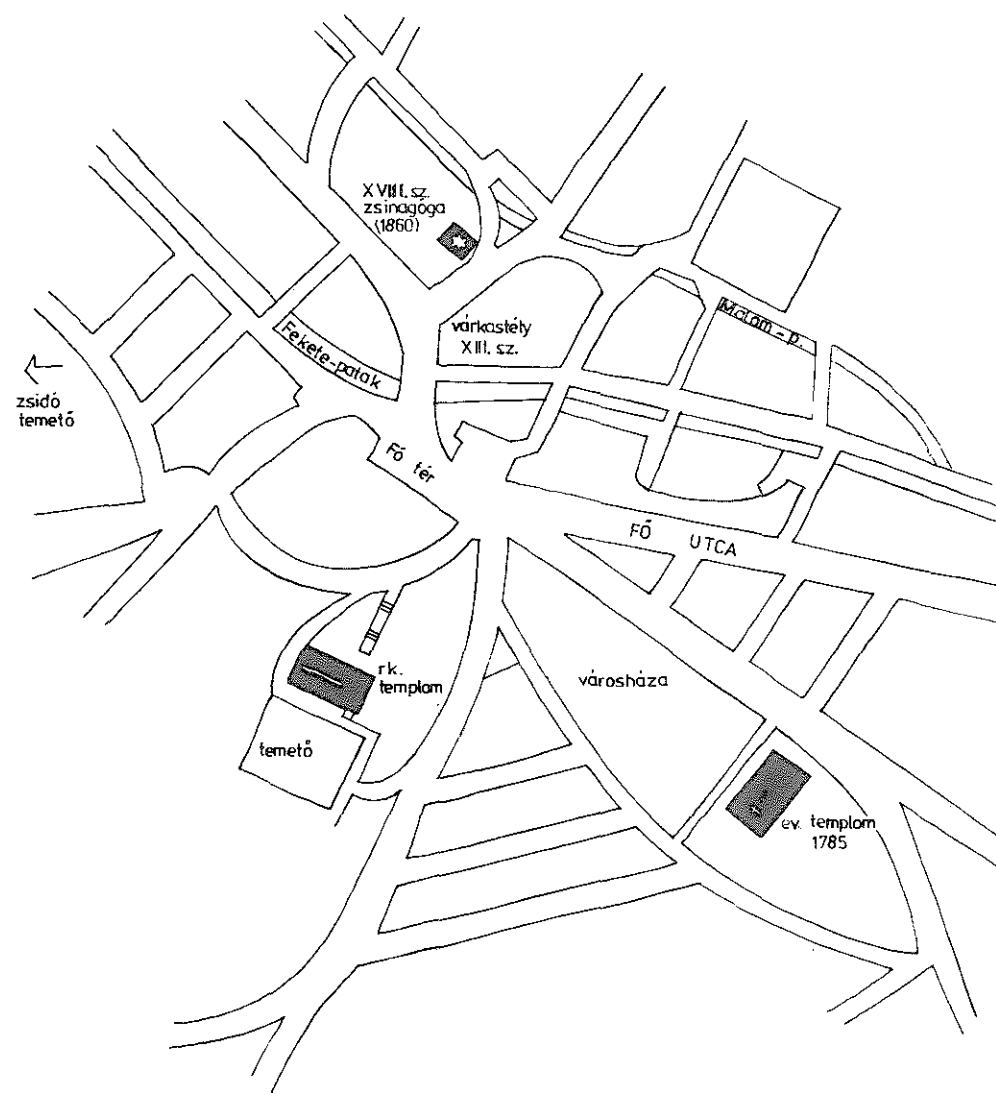 XVIII. sz.
zsinagóga
(1860)
várkastély
XIII. sz.
Malom-p.
Fekete-patak
zsidó
temető
Fő tér
FŐ UTCA
rk.
templom
városháza
temető
ev. templom
1785